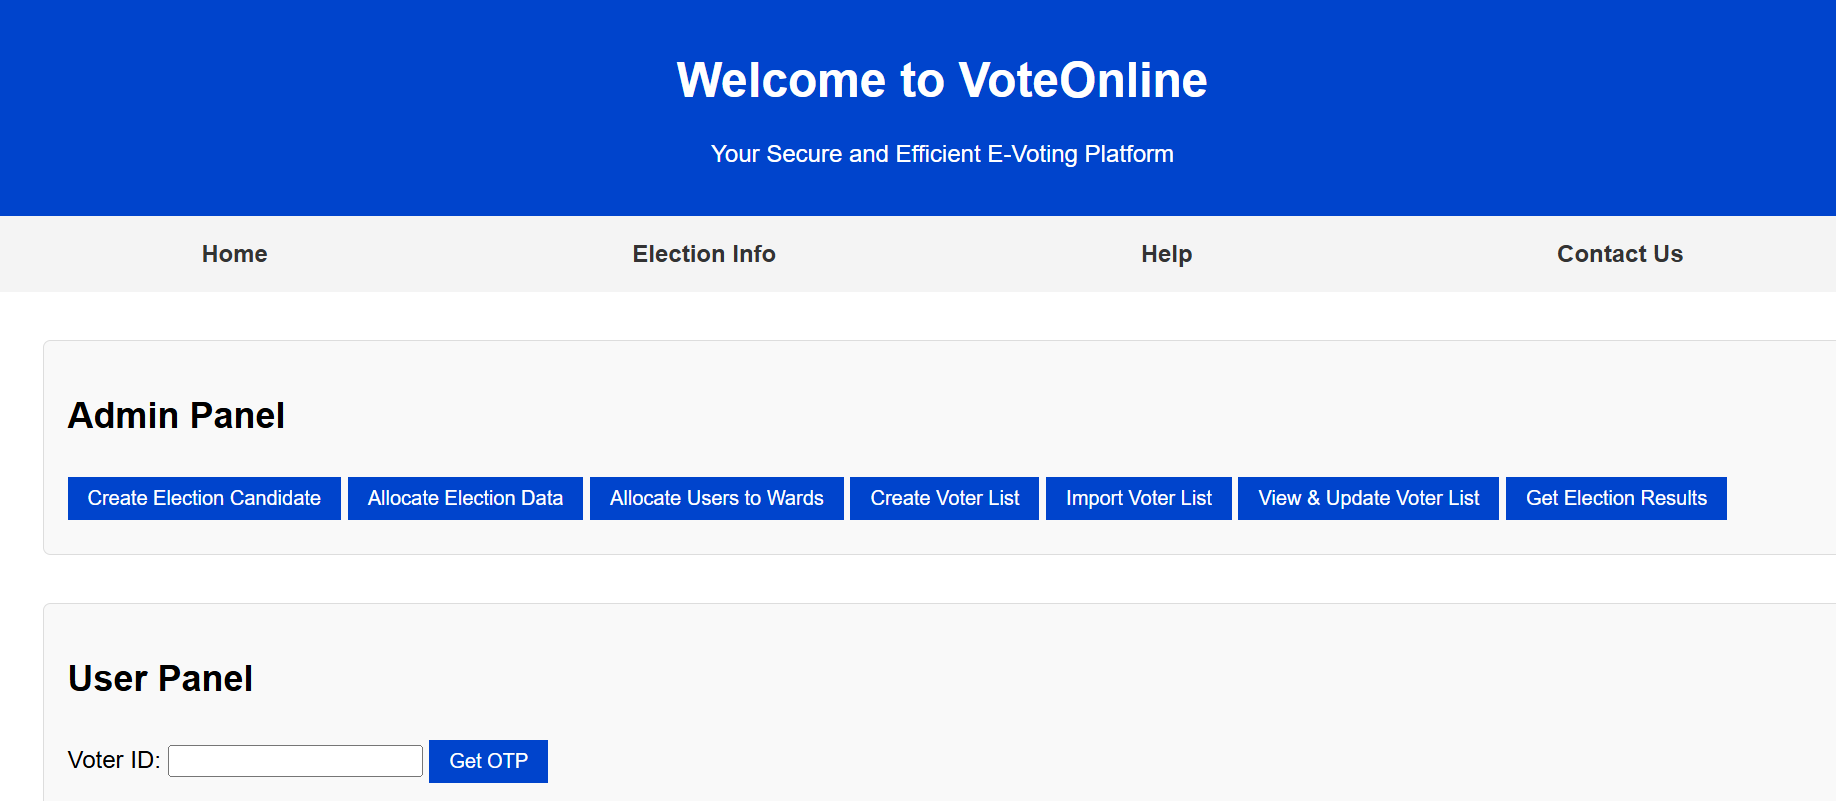 Welcome to VoteOnline
Your Secure and Efficient E-Voting Platform
Home Election Info Help Contact Us
Admin Panel
Create Election Candidate Allocate Election Data Allocate Users to Wards Create Voter List Import Voter List View & Update Voter List Get Election Results
User Panel
Voter ID: Get OTP